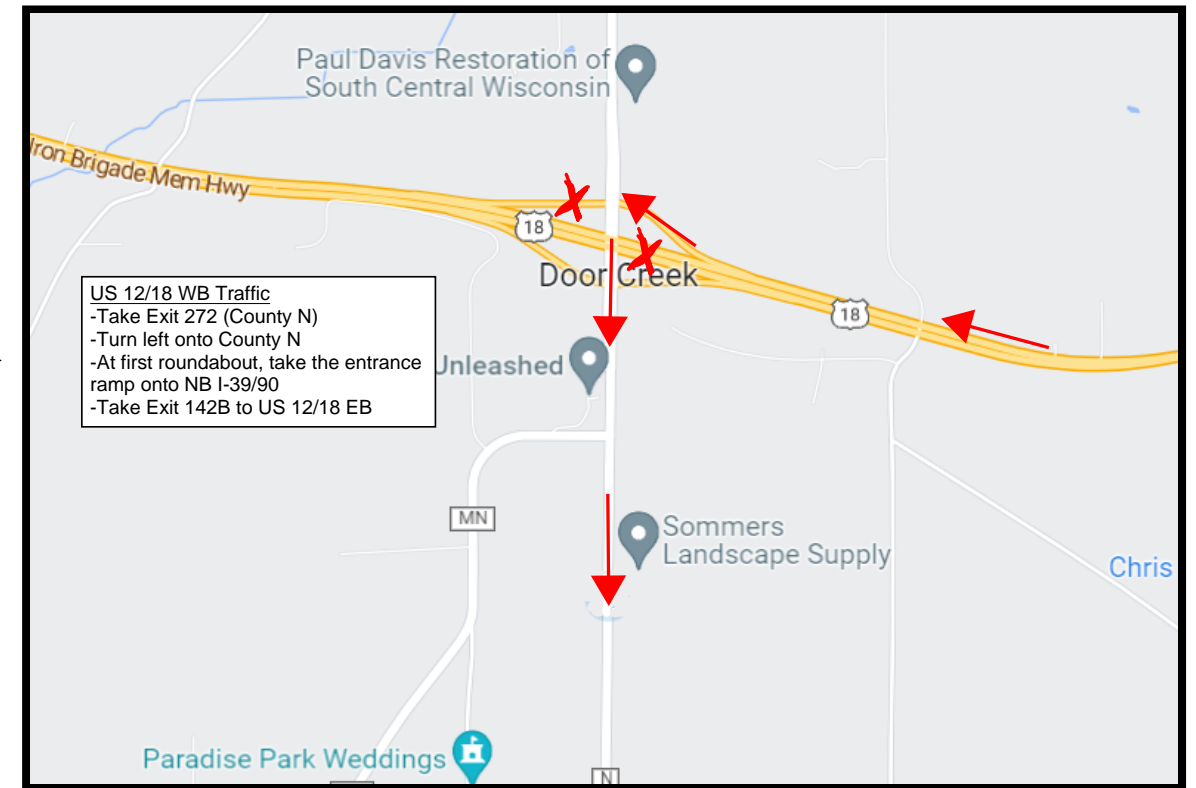 Paul Davis Restoration of
South Central Wisconsin
Iron Brigade Mem Hwy
18
Door Creek
18
US 12/18 WB Traffic
-Take Exit 272 (County N)
-Turn left onto County N
-At first roundabout, take the entrance
ramp onto NB I-39/90
-Take Exit 142B to US 12/18 EB
Unleashed
MN
Sommers
Landscape Supply
Chris
Paradise Park Weddings
N